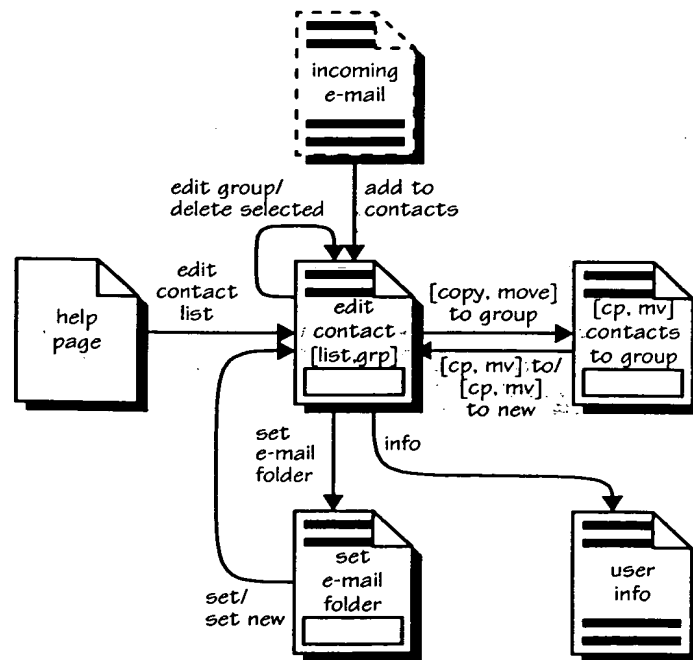 incoming
e-mail
edit group/
delete selected
add to
contacts
edit
contact
list
help
page
edit
contact
[list,grp]
[copy, move]
to group
[cp, mv]
contacts
to group
[cp, mv] to/
[cp, mv]
to new
set
e-mail
folder
info
set
e-mail
folder
set/
set new
user
info